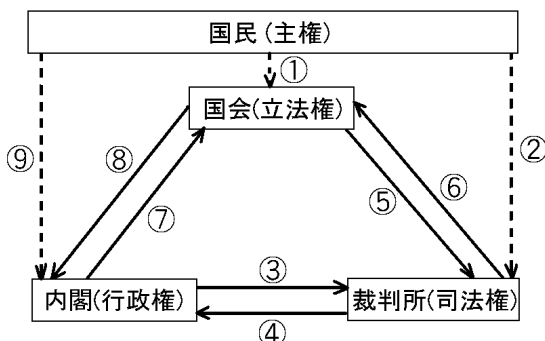 国民(主権)
①
国会(立法権)
②
⑨
⑧
⑥
⑤
⑦
③
内閣(行政権)
裁判所(司法権)
④